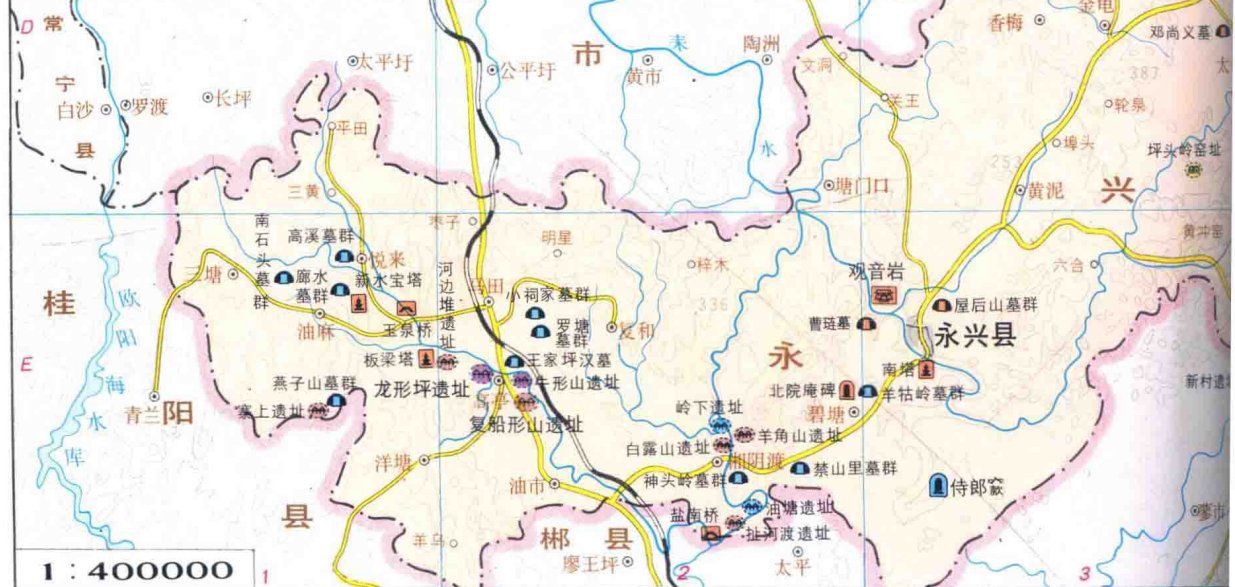 D
常
宁
县
白沙
罗渡
长坪
太平圩
平田
三黄
公平圩
市
黄市
耒
水
陶洲
文洞
关王
塘门口
香梅
金龟
邓尚义墓
387
太
轮泉
埠头
253
坪头岭窑址
黄泥
兴
黄冲窑
六合
枣子
明星
梓木
336
南石头墓群
高溪墓群
悦来
廊水墓群
新水宝塔
三塘
油麻
玉泉桥
河边堆遗址
马田
小祠家墓群
罗塘墓群
复和
王家坪汉墓
板梁塔
龙形坪遗址
牛形山遗址
高亭
复船形山遗址
燕子山墓群
寨上遗址
桂
阳
县
欧阳海水库
E
青兰
洋塘
油市
羊乌
郴县
廖王坪
永
观音岩
曹琏墓
屋后山墓群
永兴县
南塔
北院庵碑
羊牯岭墓群
碧塘
新村遗
岭下遗址
羊角山遗址
白露山遗址
湘阴渡
神头岭墓群
禁山里墓群
侍郎窾
盐南桥
油塘遗址
扯河渡遗址
太平
蓼市
1:400000
1
2
3